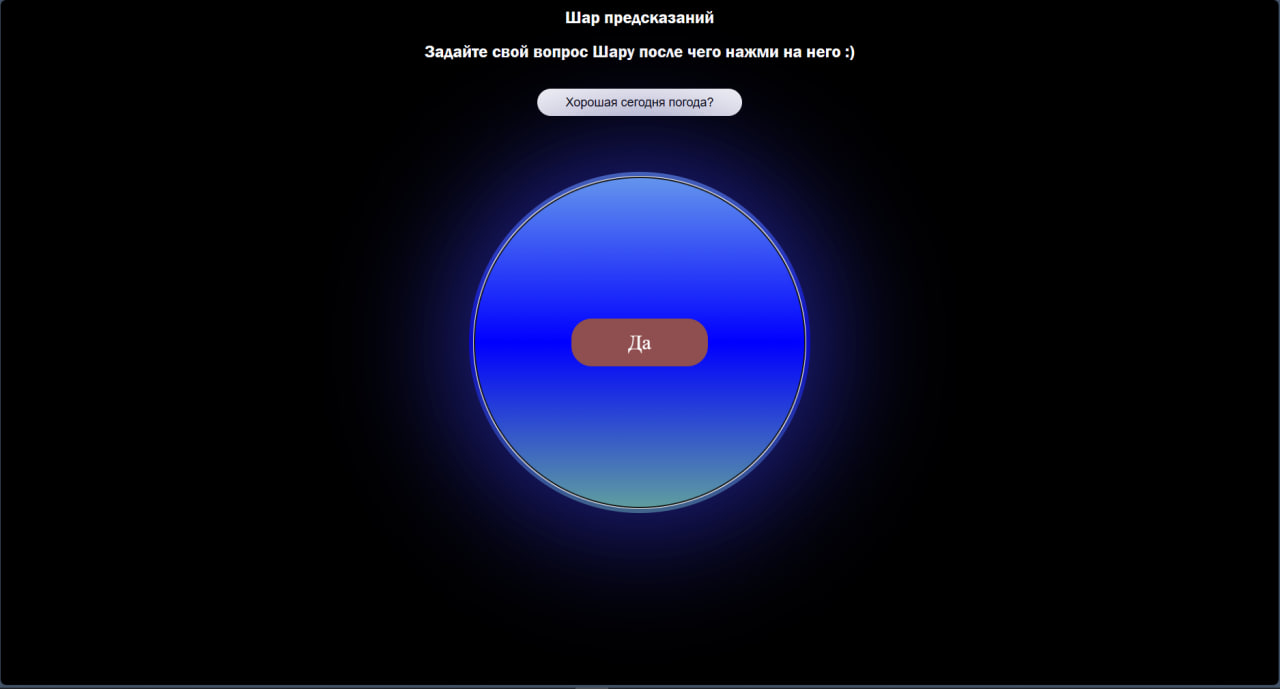 Шар предсказаний
Задайте свой вопрос Шару после чего нажми на него :)
Хорошая сегодня погода?
Да